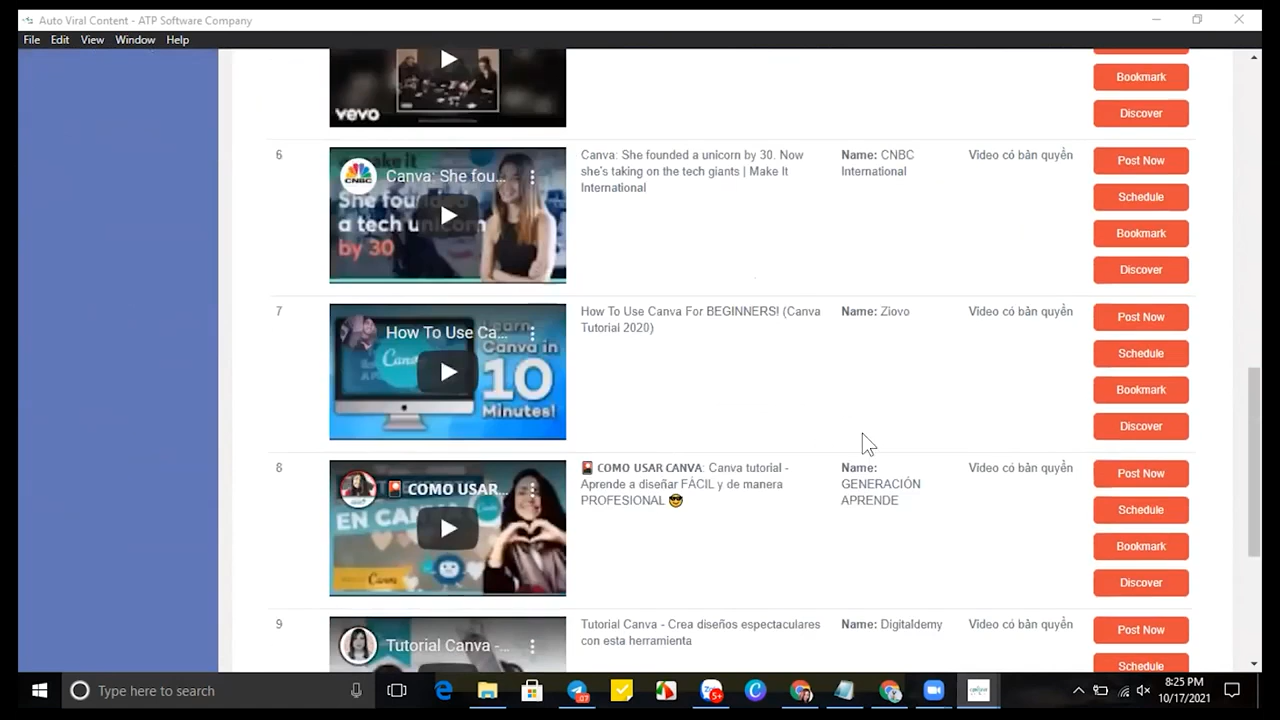 Auto Viral Content - ATP Software Company
File Edit View Window Help
vevo
Bookmark
Discover
6
make it
CNBC
Canva: She fou...
She founded
a tech unicorn
by 30
Canva: She founded a unicorn by 30. Now
she's taking on the tech giants | Make It
International
Name: CNBC
International
Video có bản quyền
Post Now
Schedule
Bookmark
Discover
7
How To Use Ca...
Learn
Canva in
10
Minutes!
How To Use Canva For BEGINNERS! (Canva
Tutorial 2020)
Name: Ziovo
Video có bản quyền
Post Now
Schedule
Bookmark
Discover
8
COMO USAR...
EN CANVA
Canva
COMO USAR CANVA: Canva tutorial -
Aprende a diseñar FÁCIL y de manera
PROFESIONAL
Name:
GENERACIÓN
APRENDE
Video có bản quyền
Post Now
Schedule
Bookmark
Discover
9
Tutorial Canva -...
Tutorial Canva - Crea diseños espectaculares
con esta herramienta
Name: Digitaldemy
Video có bản quyền
Post Now
Schedule
Type here to search
8:25 PM
10/17/2021